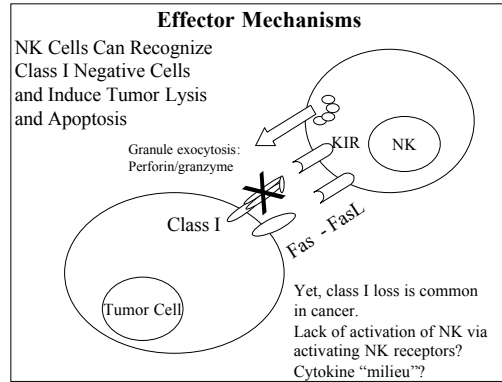 Effector Mechanisms
NK Cells Can Recognize
Class I Negative Cells
and Induce Tumor Lysis
and Apoptosis
Granule exocytosis:
Perforin/granzyme
KIR
NK
Class I
Fas - FasL
Tumor Cell
Yet, class I loss is common
in cancer.
Lack of activation of NK via
activating NK receptors?
Cytokine “milieu”?